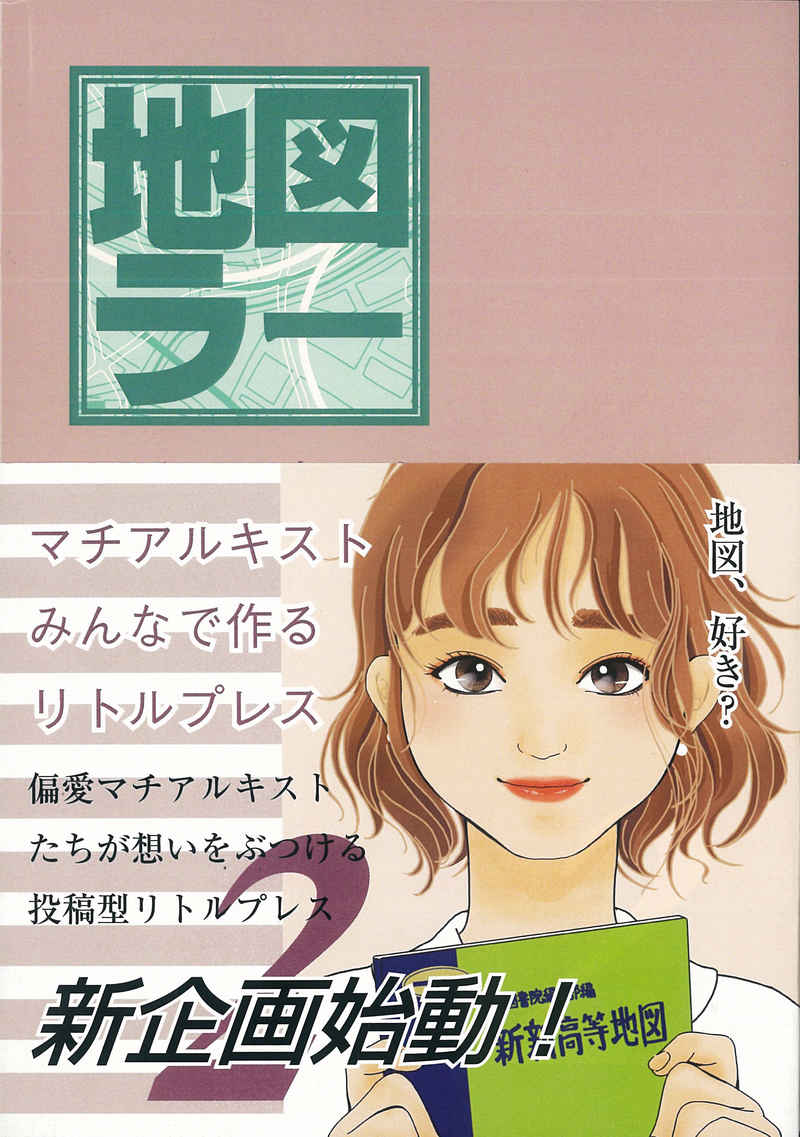 地図
ラー
マチアルキスト
みんなで作る
リトルプレス
地図、好き？
偏愛マチアルキスト
たちが想いをぶつける
投稿型リトルプレス
2
新企画始動！
新高等地図